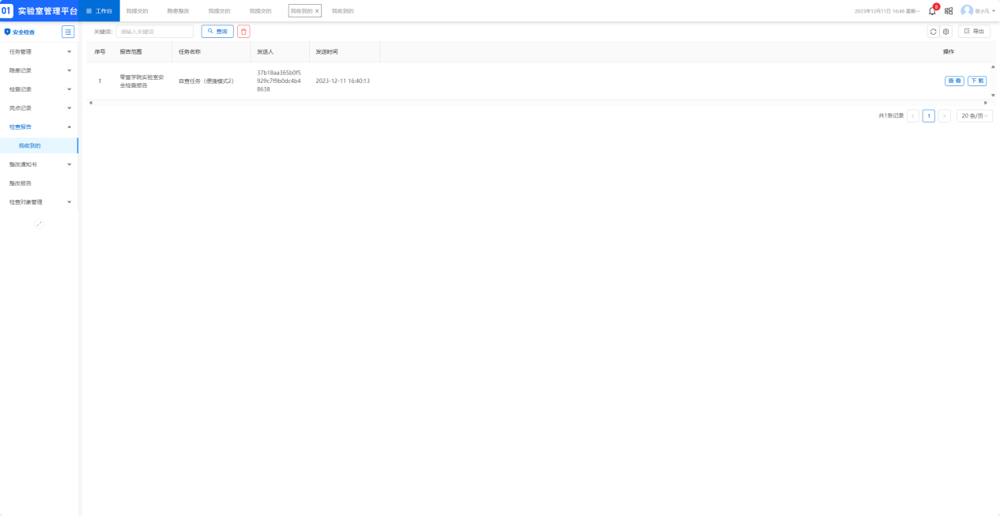 01 实验室管理平台 工作台 我提交的 隐患整改 我提交的 我提交的 我收到的 x 我收到的 2023年12月11日 16:46 星期一 8 张小凡
安全检查
关键词: 请输入关键词 查询 导出
任务管理
隐患记录
检查记录
亮点记录
检查报告
我收到的
整改通知书
整改报告
检查对象管理
序号 报告范围 任务名称 发送人 发送时间 操作
1 零壹学院实验室安全检查报告 自查任务（便捷模式2） 37b18aa365b0f5929c7f9b0dc4b48638 2023-12-11 16:40:13 查看 下载
共1条记录 < 1 > 20 条/页